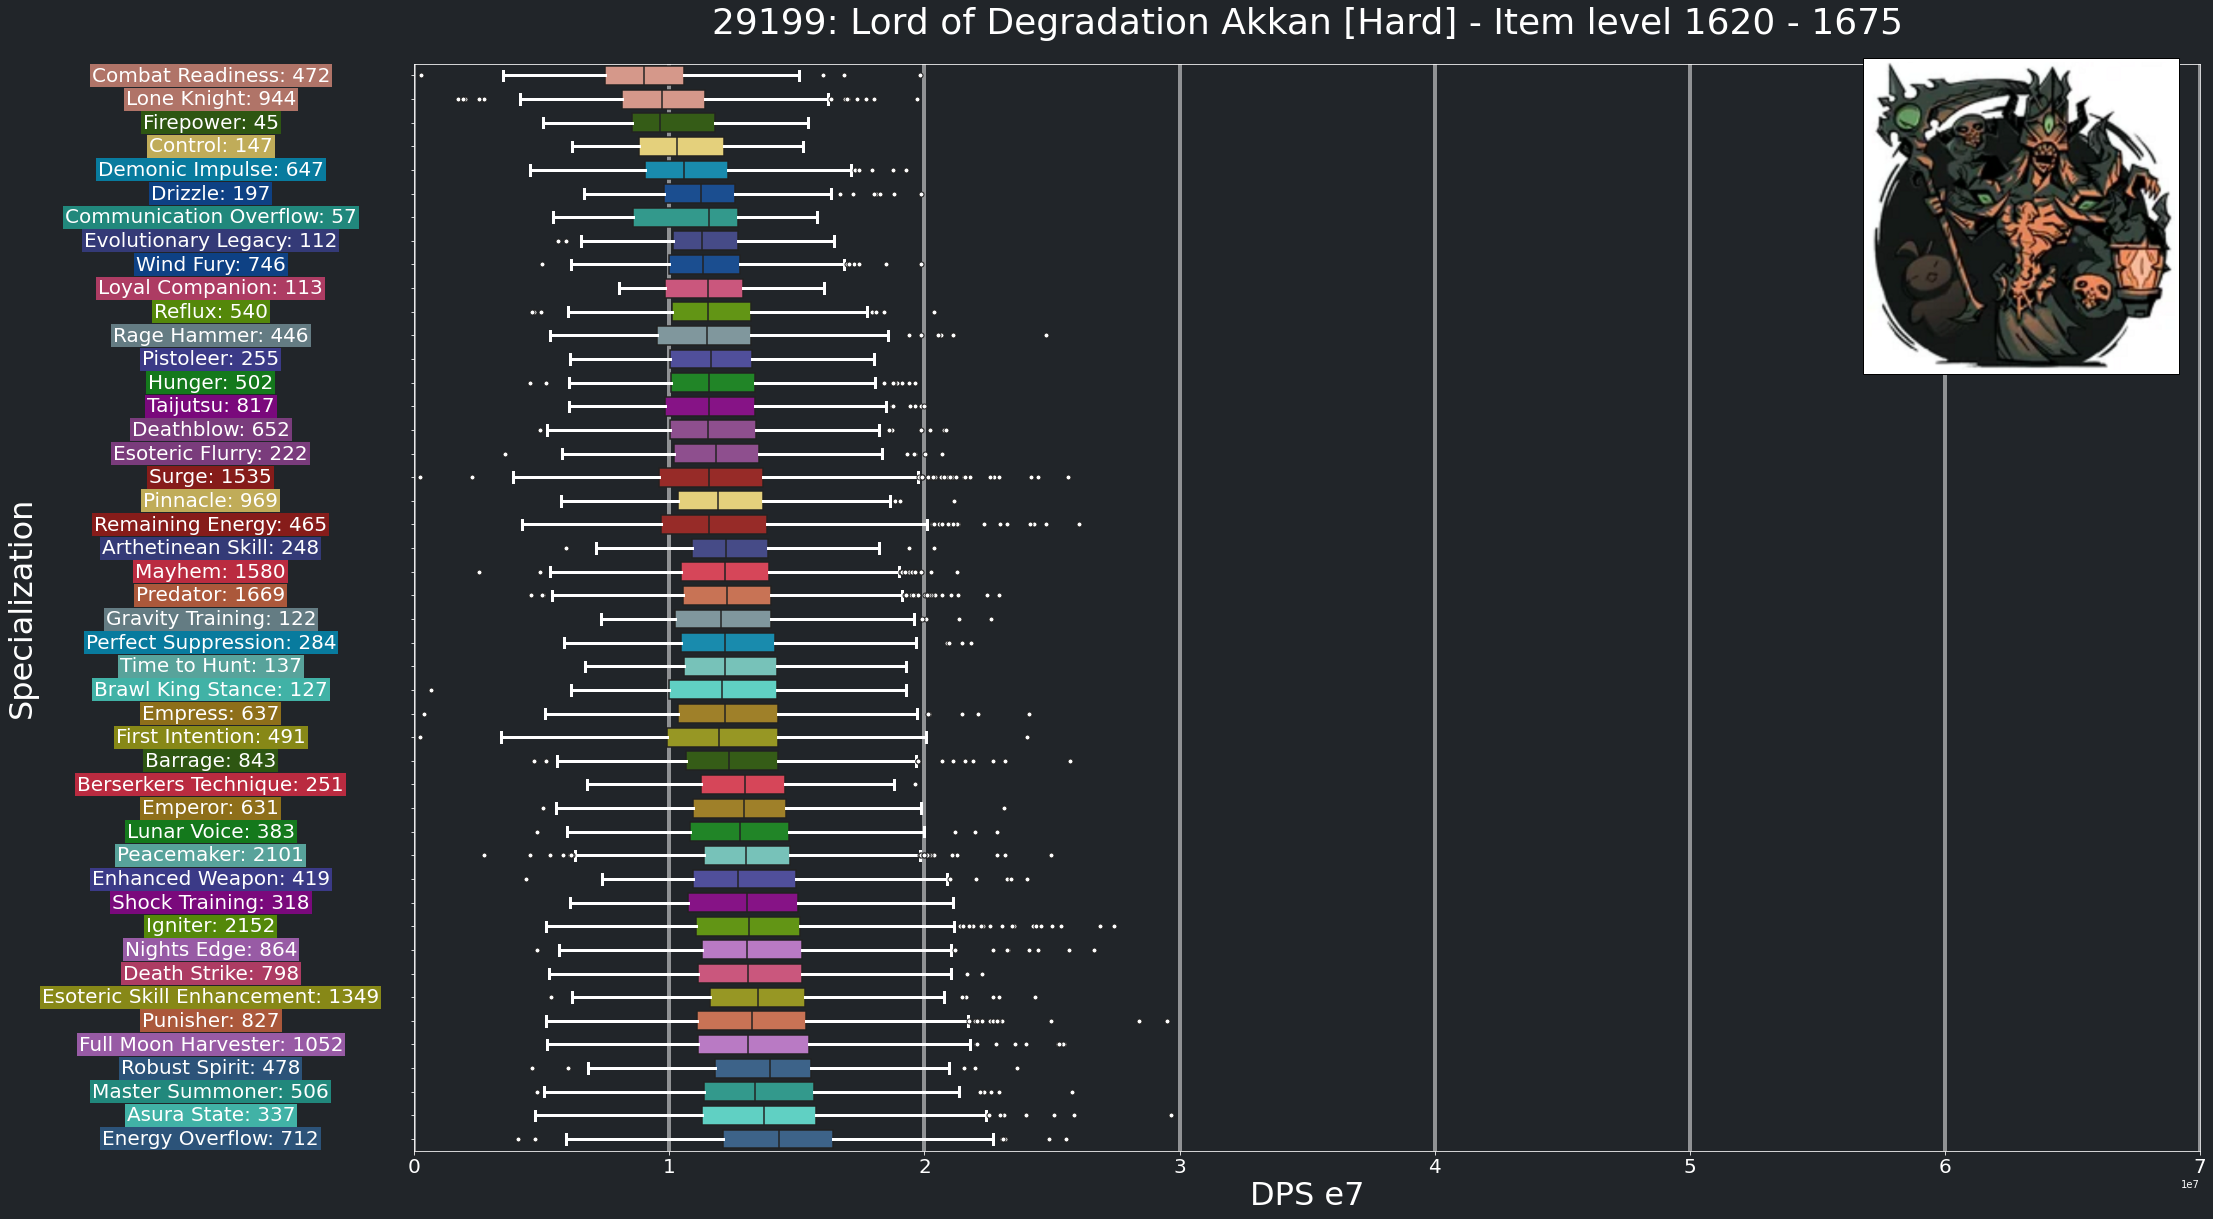 29199: Lord of Degradation Akkan [Hard] - Item level 1620 - 1675
Combat Readiness: 472
Lone Knight: 944
Firepower: 45
Control: 147
Demonic Impulse: 647
Drizzle: 197
Communication Overflow: 57
Evolutionary Legacy: 112
Wind Fury: 746
Loyal Companion: 113
Reflux: 540
Rage Hammer: 446
Pistoleer: 255
Hunger: 502
Taijutsu: 817
Deathblow: 652
Esoteric Flurry: 222
Surge: 1535
Pinnacle: 969
Remaining Energy: 465
Arthetinean Skill: 248
Mayhem: 1580
Predator: 1669
Gravity Training: 122
Perfect Suppression: 284
Time to Hunt: 137
Brawl King Stance: 127
Empress: 637
First Intention: 491
Barrage: 843
Berserkers Technique: 251
Emperor: 631
Lunar Voice: 383
Peacemaker: 2101
Enhanced Weapon: 419
Shock Training: 318
Igniter: 2152
Nights Edge: 864
Death Strike: 798
Esoteric Skill Enhancement: 1349
Punisher: 827
Full Moon Harvester: 1052
Robust Spirit: 478
Master Summoner: 506
Asura State: 337
Energy Overflow: 712
Specialization
0 1 2 3 4 5 6 7
1e7
DPS e7